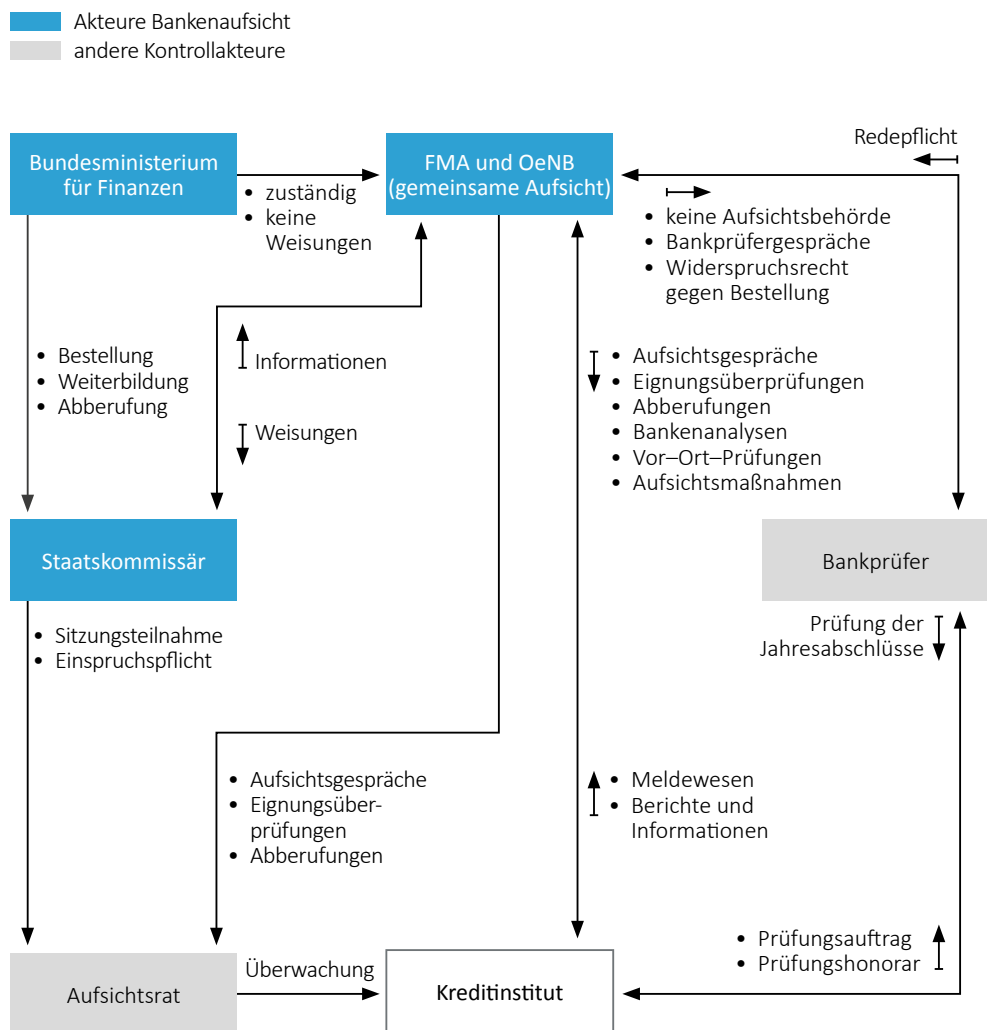 Akteure Bankenaufsicht
andere Kontrollakteure
Redepflicht
Bundesministerium
für Finanzen
FMA und OeNB
(gemeinsame Aufsicht)
• zuständig
• keine
Weisungen
• keine Aufsichtsbehörde
• Bankprüfergespräche
• Widerspruchsrecht
gegen Bestellung
• Bestellung
• Weiterbildung
• Abberufung
Informationen
Weisungen
• Aufsichtsgespräche
• Eignungsüberprüfungen
• Abberufungen
• Bankenanalysen
• Vor–Ort–Prüfungen
• Aufsichtsmaßnahmen
Staatskommissär
Bankprüfer
• Sitzungsteilnahme
• Einspruchspflicht
Prüfung der
Jahresabschlüsse
• Aufsichtsgespräche
• Eignungsüber-
prüfungen
• Abberufungen
• Meldewesen
• Berichte und
Informationen
• Prüfungsauftrag
• Prüfungshonorar
Aufsichtsrat
Überwachung
Kreditinstitut